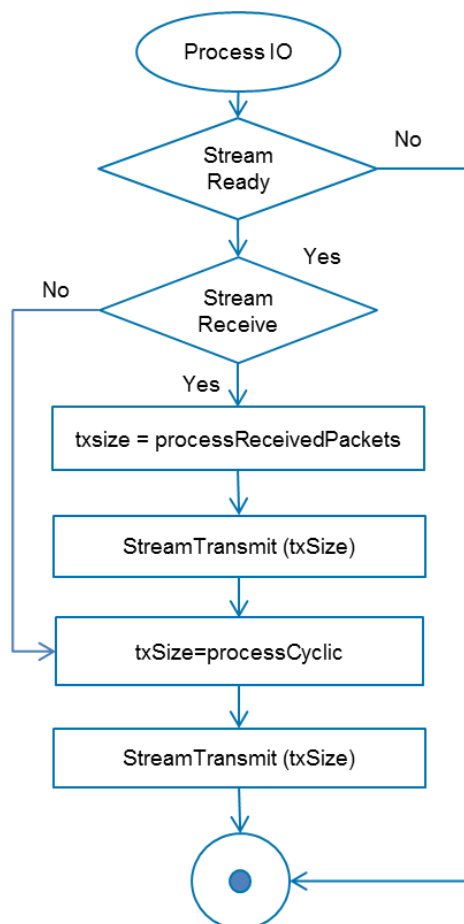 Process IO
No
Stream
Ready
Yes
No
Stream
Receive
Yes
txsize = processReceivedPackets
StreamTransmit (txSize)
txSize=processCyclic
StreamTransmit (txSize)